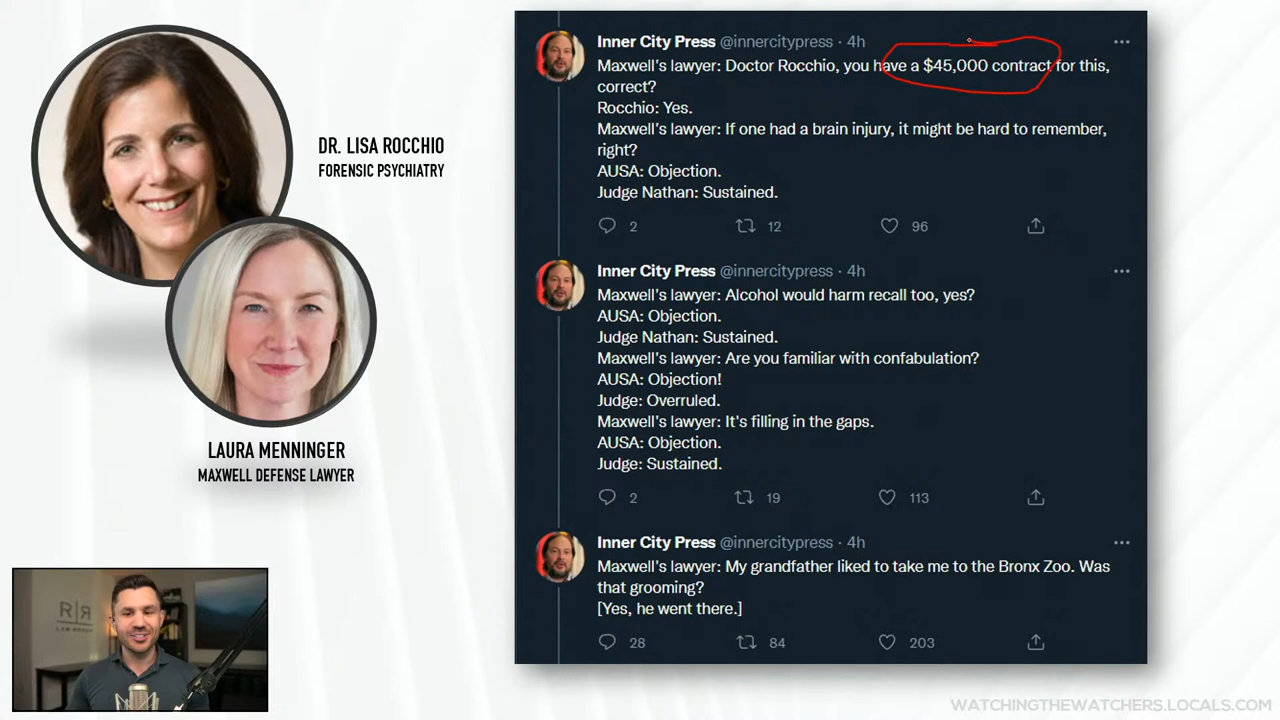 DR. LISA ROCCHIO
FORENSIC PSYCHIATRY
LAURA MENNINGER
MAXWELL DEFENSE LAWYER
R|R
LAW GROUP
Inner City Press @innercitypress · 4h
Maxwell's lawyer: Doctor Rocchio, you have a $45,000 contract for this,
correct?
Rocchio: Yes.
Maxwell's lawyer: If one had a brain injury, it might be hard to remember,
right?
AUSA: Objection.
Judge Nathan: Sustained.
2 12 96
Inner City Press @innercitypress · 4h
Maxwell's lawyer: Alcohol would harm recall too, yes?
AUSA: Objection.
Judge Nathan: Sustained.
Maxwell's lawyer: Are you familiar with confabulation?
AUSA: Objection!
Judge: Overruled.
Maxwell's lawyer: It's filling in the gaps.
AUSA: Objection.
Judge: Sustained.
2 19 113
Inner City Press @innercitypress · 4h
Maxwell's lawyer: My grandfather liked to take me to the Bronx Zoo. Was
that grooming?
[Yes, he went there.]
28 84 203
WATCHINGTHEWATCHERS.LOCALS.COM